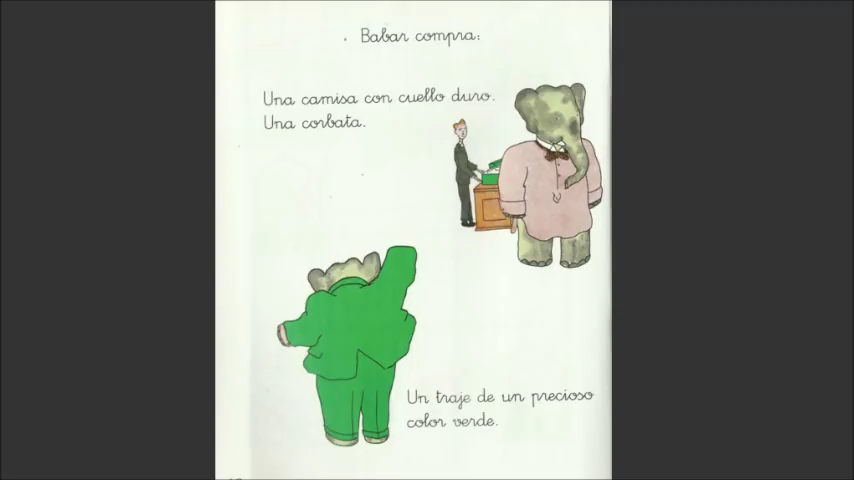 Babar compra:
Una camisa con cuello duro.
Una corbata.
Un traje de un precioso
color verde.